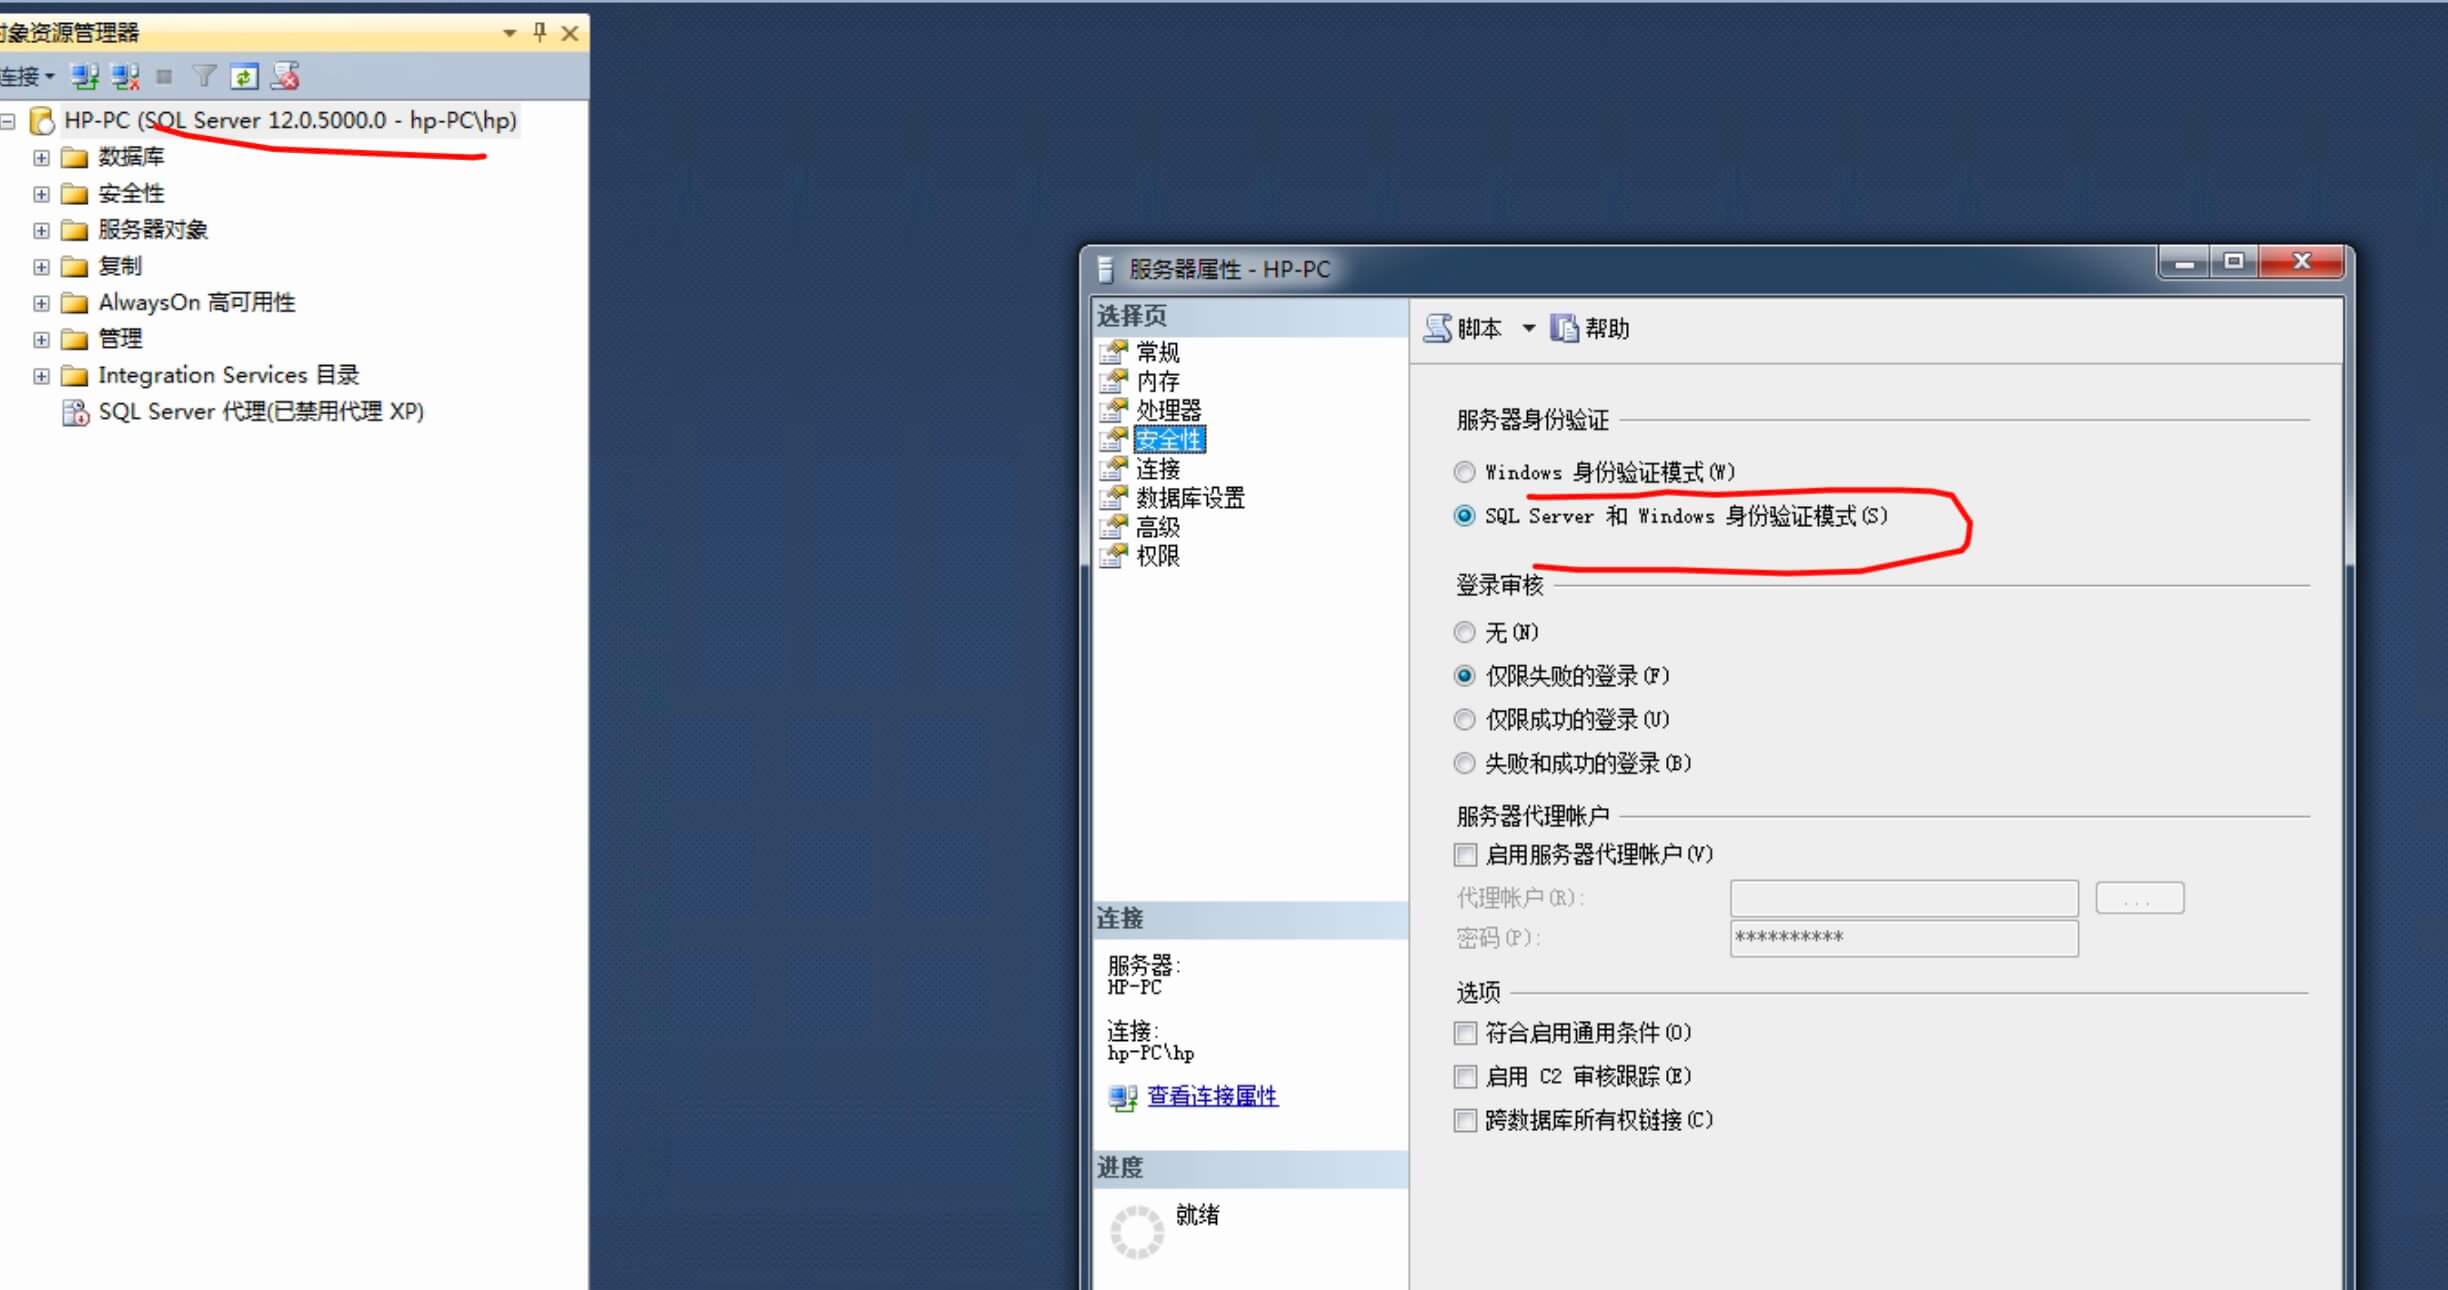 象资源管理器
连接
HP-PC (SQL Server 12.0.5000.0 - hp-PC\hp)
数据库
安全性
服务器对象
复制
AlwaysOn 高可用性
管理
Integration Services 目录
SQL Server 代理(已禁用代理 XP)
服务器属性 - HP-PC
选择页
常规
内存
处理器
安全性
连接
数据库设置
高级
权限
连接
服务器:
HP-PC
连接:
hp-PC\hp
查看连接属性
进度
就绪
脚本 帮助
服务器身份验证
Windows 身份验证模式(W)
SQL Server 和 Windows 身份验证模式(S)
登录审核
无(N)
仅限失败的登录(F)
仅限成功的登录(U)
失败和成功的登录(B)
服务器代理帐户
启用服务器代理帐户(V)
代理帐户(R):
...
密码(P):
**********
选项
符合启用通用条件(O)
启用 C2 审核跟踪(E)
跨数据库所有权链接(C)